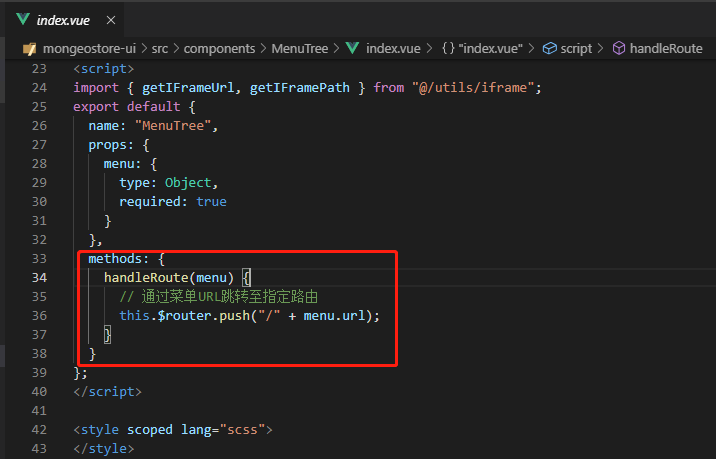 index.vue ×
mongeostore-ui > src > components > MenuTree > index.vue > {} "index.vue" > script > handleRoute
23 <script>
24 import { getIFrameUrl, getIFramePath } from "@/utils/iframe";
25 export default {
26 name: "MenuTree",
27 props: {
28 menu: {
29 type: Object,
30 required: true
31 }
32 },
33 methods: {
34 handleRoute(menu) {
35 // 通过菜单URL跳转至指定路由
36 this.$router.push("/" + menu.url);
37 }
38 }
39 };
40 </script>
41
42 <style scoped lang="scss">
43 </style>